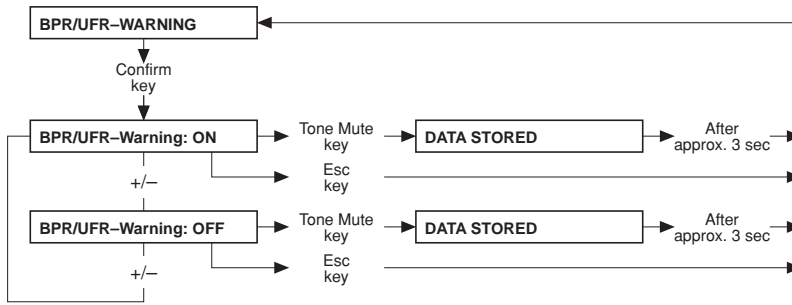 BPR/UFR–WARNING
Confirm
key
BPR/UFR–Warning: ON
Tone Mute
key
DATA STORED
After
approx. 3 sec
Esc
key
+/–
BPR/UFR–Warning: OFF
Tone Mute
key
DATA STORED
After
approx. 3 sec
Esc
key
+/–